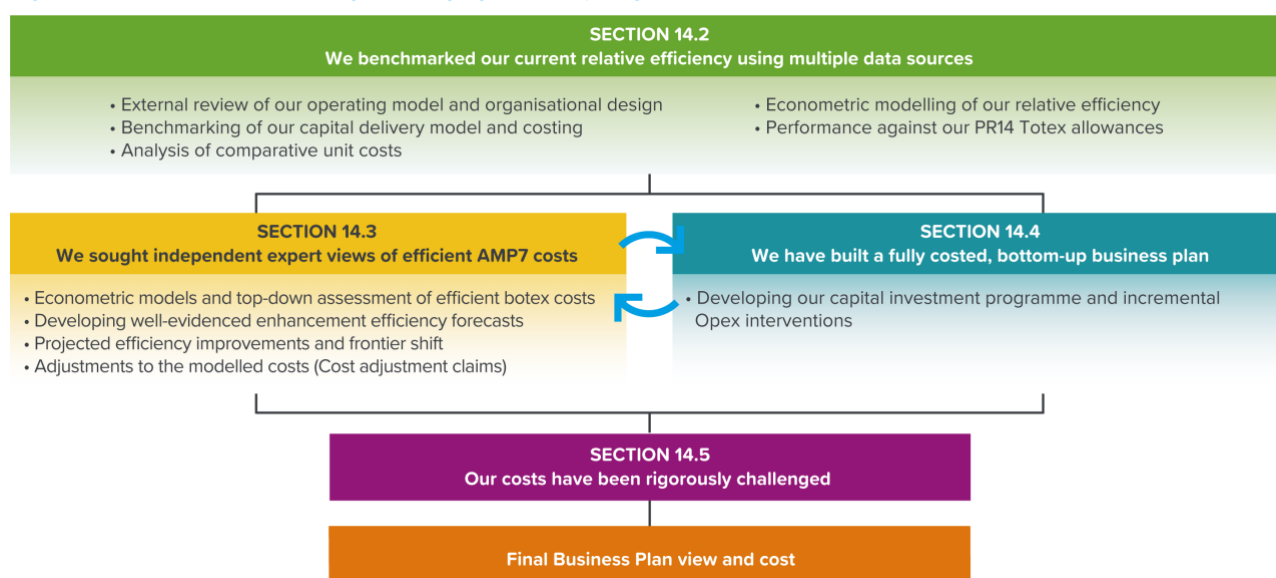 SECTION 14.2
We benchmarked our current relative efficiency using multiple data sources
• External review of our operating model and organisational design
• Benchmarking of our capital delivery model and costing
• Analysis of comparative unit costs
• Econometric modelling of our relative efficiency
• Performance against our PR14 Totex allowances
SECTION 14.3
We sought independent expert views of efficient AMP7 costs
• Econometric models and top-down assessment of efficient botex costs
• Developing well-evidenced enhancement efficiency forecasts
• Projected efficiency improvements and frontier shift
• Adjustments to the modelled costs (Cost adjustment claims)
SECTION 14.4
We have built a fully costed, bottom-up business plan
• Developing our capital investment programme and incremental
Opex interventions
SECTION 14.5
Our costs have been rigorously challenged
Final Business Plan view and cost